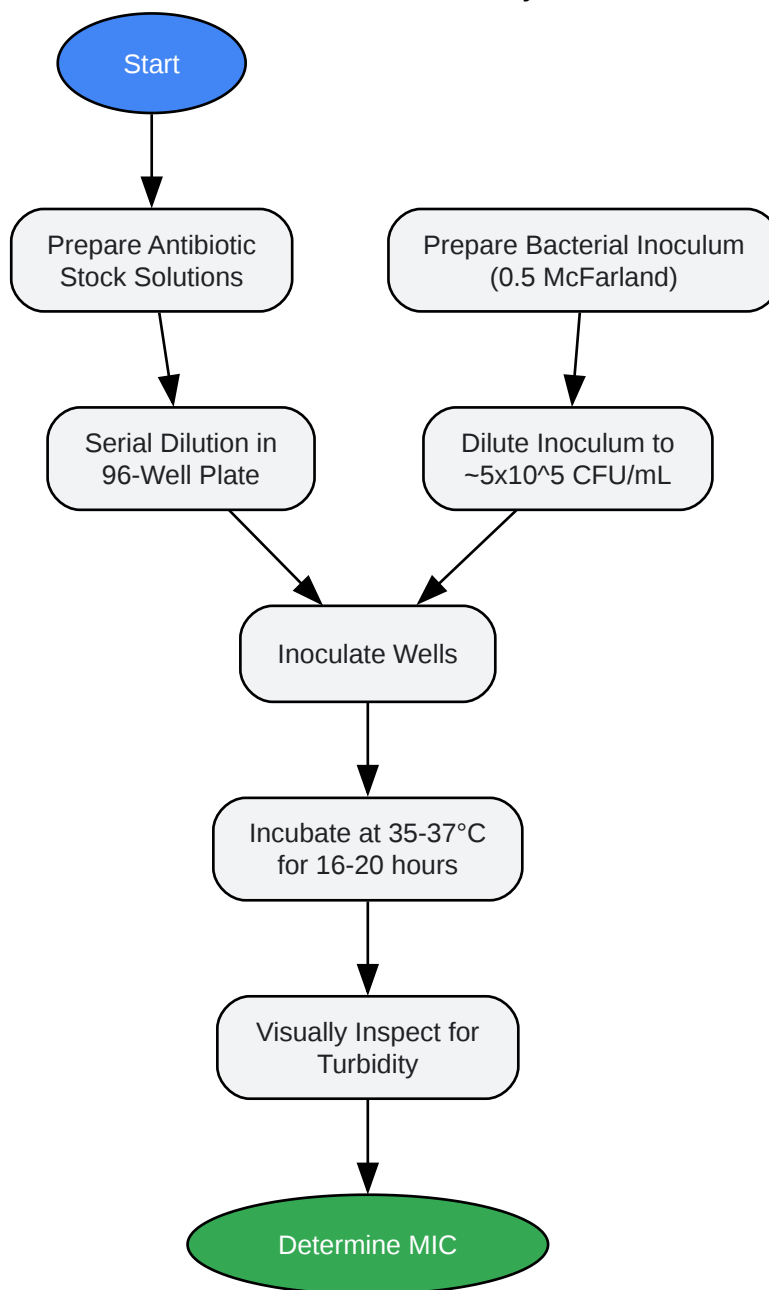 Start
Prepare Antibiotic
Stock Solutions
Prepare Bacterial Inoculum
(0.5 McFarland)
Serial Dilution in
96-Well Plate
Dilute Inoculum to
~5x10^5 CFU/mL
Inoculate Wells
Incubate at 35-37°C
for 16-20 hours
Visually Inspect for
Turbidity
Determine MIC